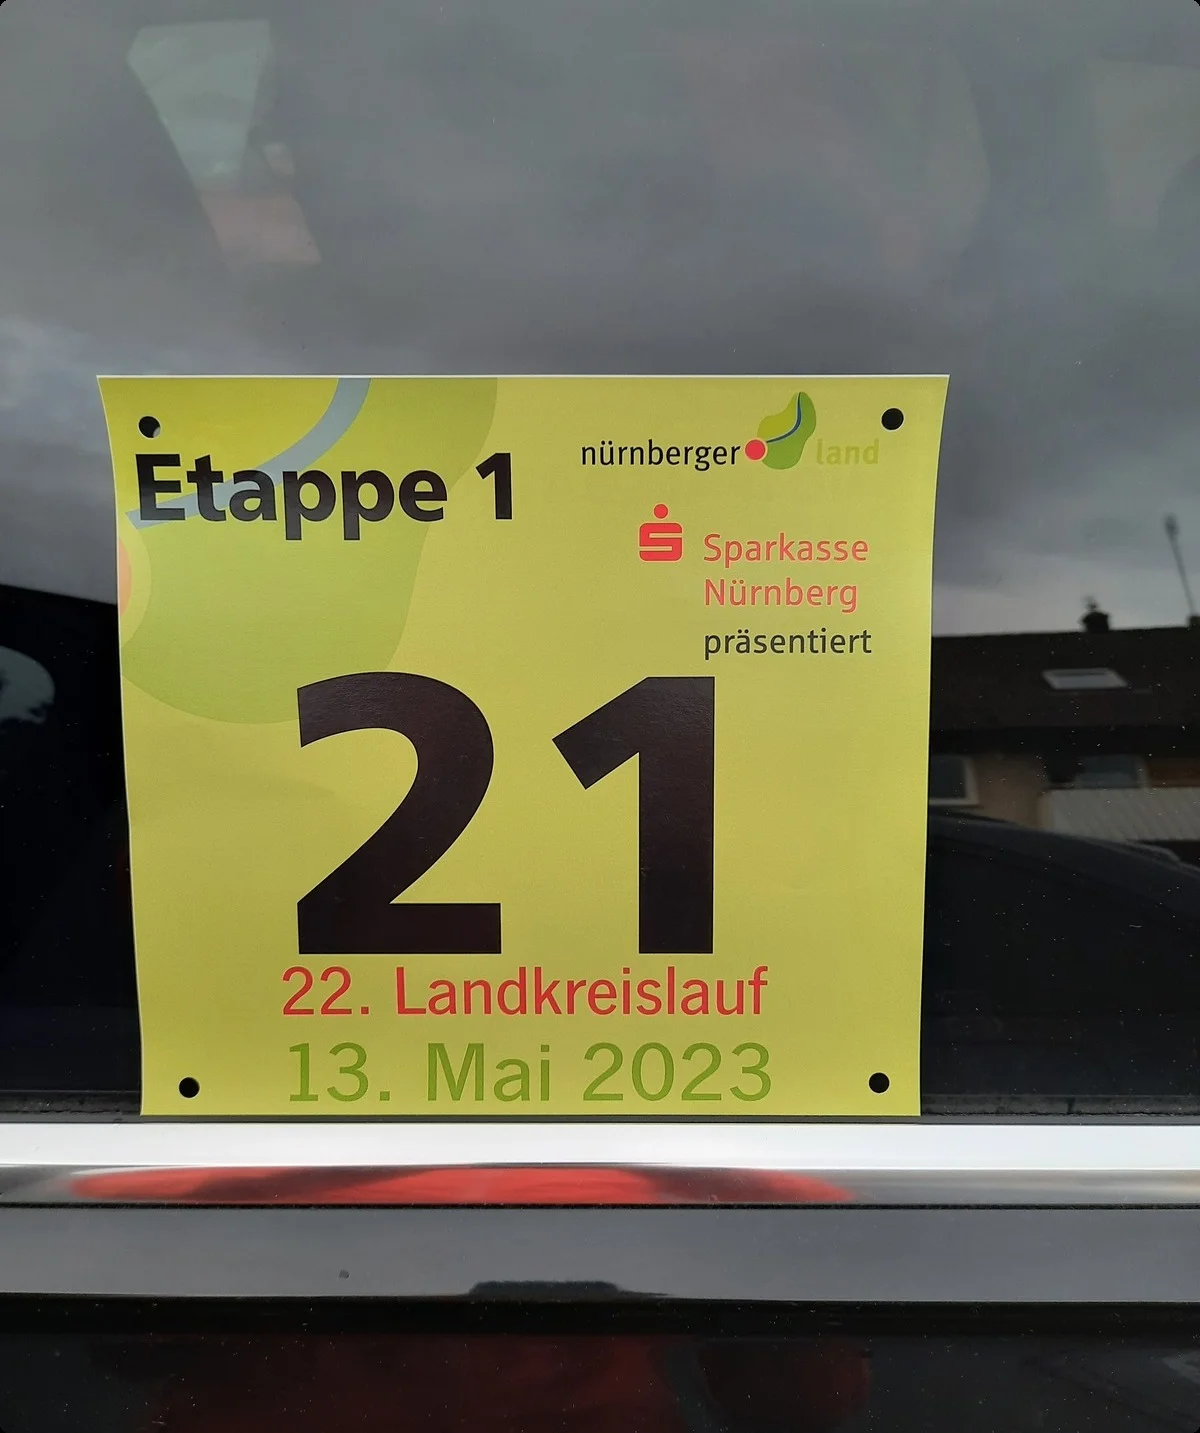 Etappe 1
nürnberger land
Sparkasse
Nürnberg
präsentiert
21
22. Landkreislauf
13. Mai 2023